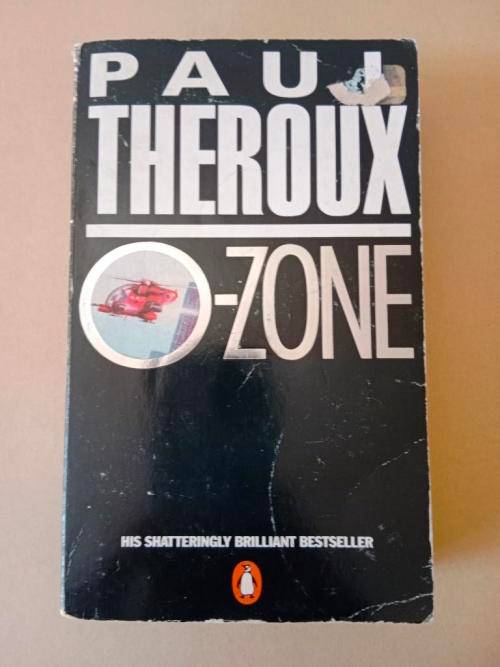 PAUL
THEROUX
O-ZONE
HIS SHATTERINGLY BRILLIANT BESTSELLER